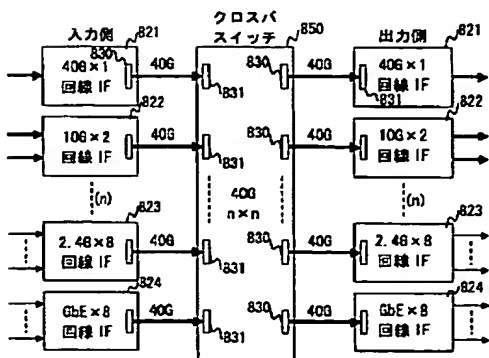 クロスバ
スイッチ
850
入力側
821
830
40G×1
回線 IF
40G
831
822
10G×2
回線 IF
40G
831
(n)
823
2.4G×8
回線 IF
40G
831
824
GbE×8
回線 IF
40G
831
40G
n×n
830
830
830
830
出力側
821
40G
40G×1
回線 IF
831
822
40G
10G×2
回線 IF
(n)
823
40G
2.4G×8
回線 IF
824
40G
GbE×8
回線 IF